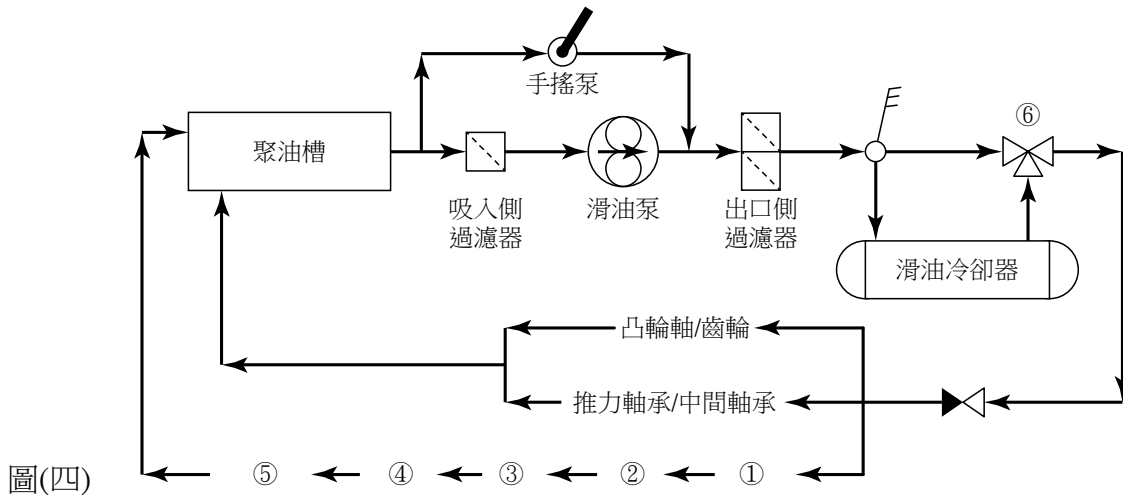 手搖泵
⑥
聚油槽
吸入側
過濾器
滑油泵
出口側
過濾器
滑油冷卻器
凸輪軸/齒輪
推力軸承/中間軸承
圖(四)
⑤
④
③
②
①